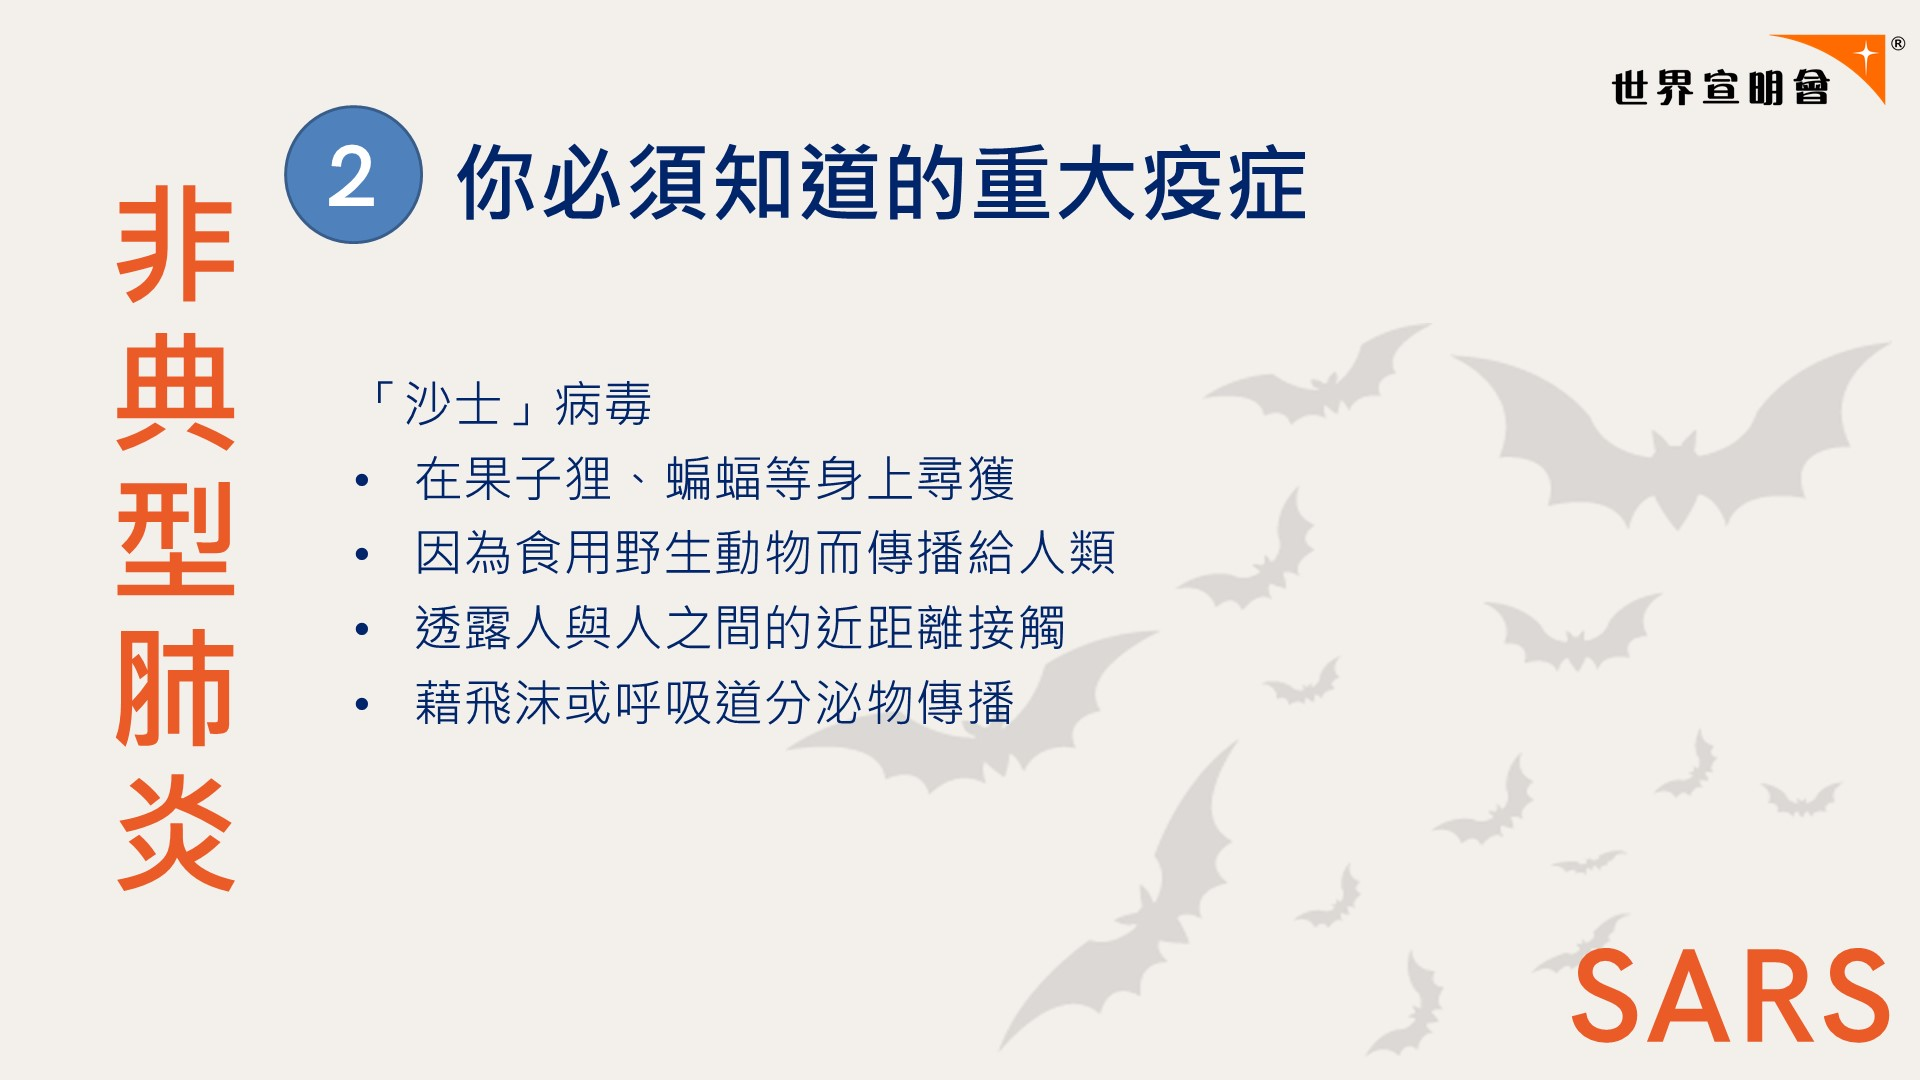 世界宣明會®
2 你必須知道的重大疫症
非典型肺炎
「沙士」病毒
• 在果子狸、蝙蝠等身上尋獲
• 因為食用野生動物而傳播給人類
• 透露人與人之間的近距離接觸
• 藉飛沫或呼吸道分泌物傳播
SARS